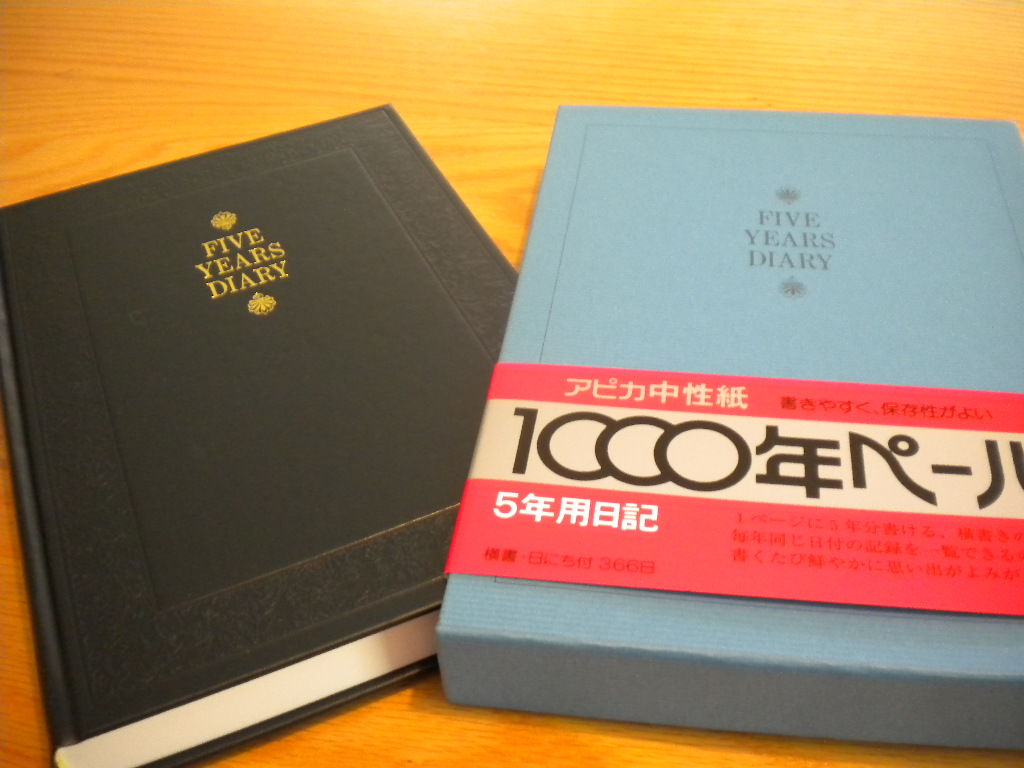 FIVE
YEARS
DIARY
FIVE
YEARS
DIARY
アピカ中性紙 書きやすく、保存性がよい
1000年ペール
5年用日記
横書・日にち付 366日
1ページに5年分書ける、横書きの
毎年同じ日付の記録を一覧できるの
書くたび鮮やかに思い出がよみが